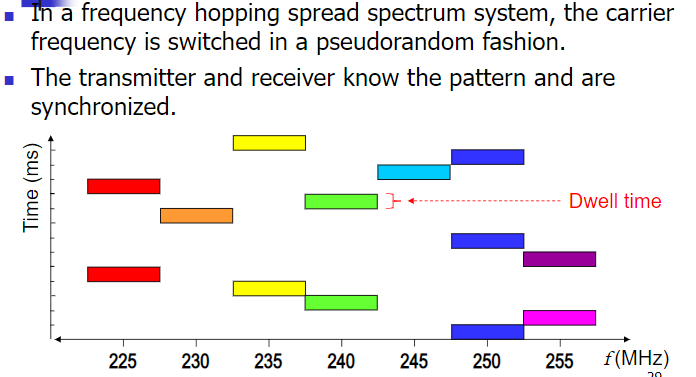 In a frequency hopping spread spectrum system, the carrier
frequency is switched in a pseudorandom fashion.
The transmitter and receiver know the pattern and are
synchronized.
Time (ms)
Dwell time
225 230 235 240 245 250 255 f(MHz)